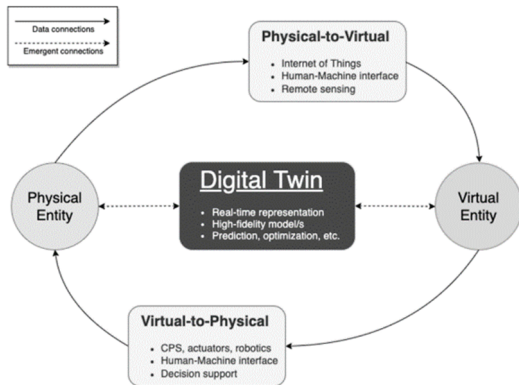 Data connections
Emergent connections
Physical-to-Virtual
• Internet of Things
• Human-Machine interface
• Remote sensing
Physical
Entity
Digital Twin
• Real-time representation
• High-fidelity model/s
• Prediction, optimization, etc.
Virtual
Entity
Virtual-to-Physical
• CPS, actuators, robotics
• Human-Machine interface
• Decision support